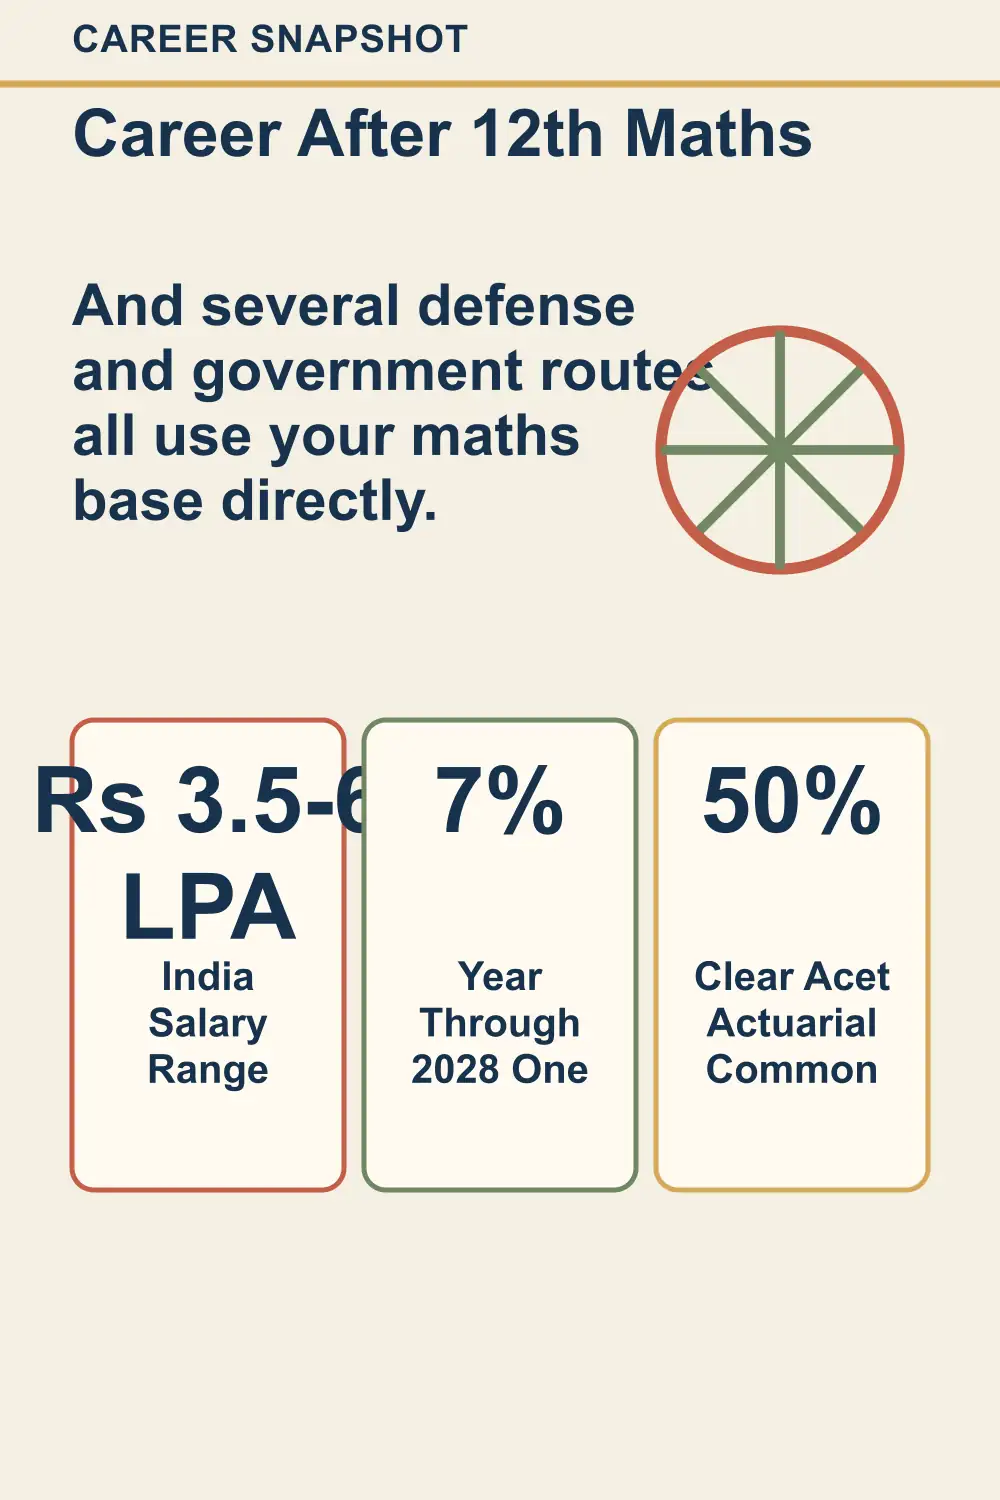 CAREER SNAPSHOT
Career After 12th Maths
And several defense
and government routes
all use your maths
base directly.
Rs 3.5-6
LPA
India
Salary
Range
7%
Year
Through
2028 One
50%
Clear Acet
Actuarial
Common